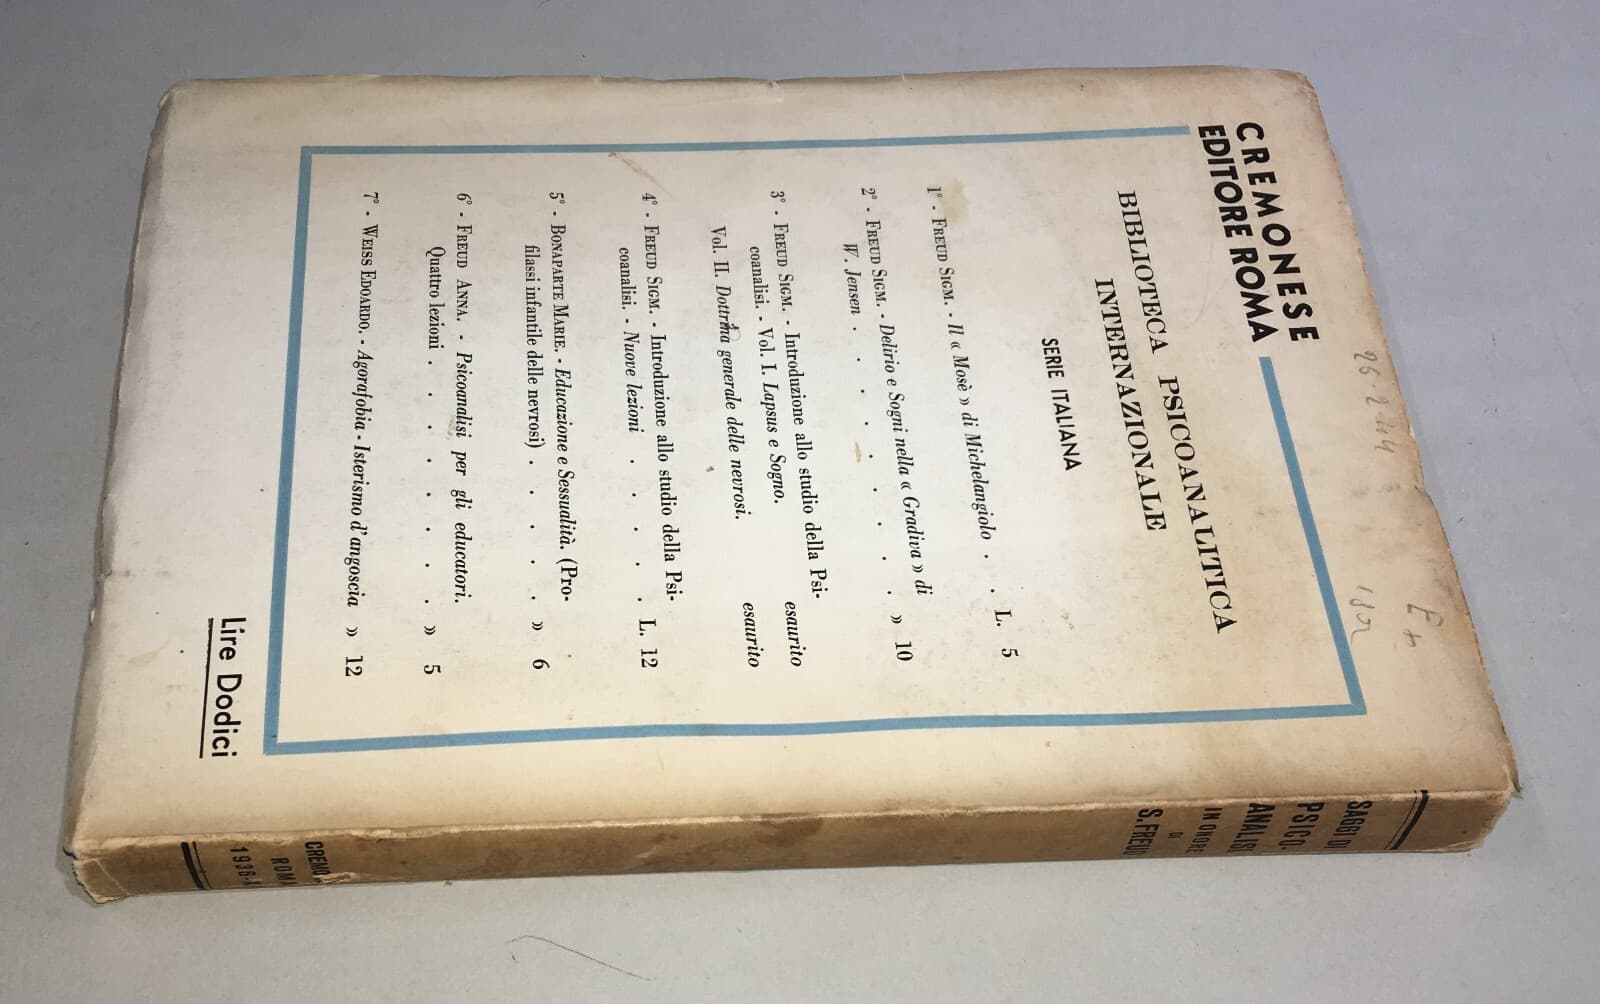 CREMONESE
EDITORE ROMA
BIBLIOTECA PSICOANALITICA
INTERNAZIONALE
SERIE ITALIANA
1° - FREUD SIGM. - Il « Mosè » di Michelangiolo . . L. 5
2° - FREUD SIGM. - Delirio e Sogni nella « Gradiva » di
W. Jensen . . . . . . . . . » 10
3° - FREUD SIGM. - Introduzione allo studio della Psi-
coanalisi. - Vol. I. Lapsus e Sogno. esaurito
Vol. II. Dottrina generale delle nevrosi. esaurito
4° - FREUD SIGM. - Introduzione allo studio della Psi-
coanalisi. - Nuove lezioni . . . . . L. 12
5° - BONAPARTE MARIE. - Educazione e Sessualità. (Pro-
filassi infantile delle nevrosi) . . . . . » 6
6° - FREUD ANNA. - Psicoanalisi per gli educatori.
Quattro lezioni . . . . . . . . » 5
7° - WEISS EDOARDO. - Agorafobia - Isterismo d'angoscia » 12
Lire Dodici
26.2.44
SAGGI DI
PSICO-
ANALISI
IN ONORE
DI
S. FREUD
ROMA